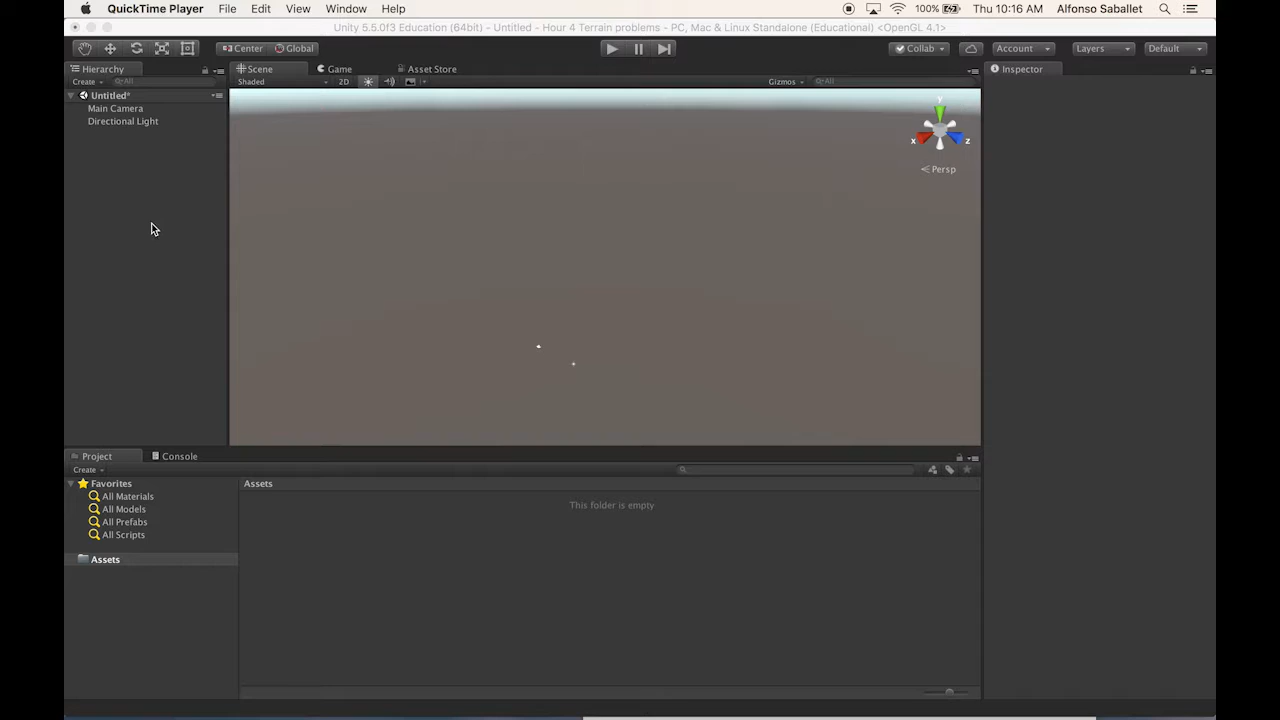 QuickTime Player File Edit View Window Help 100% Thu 10:16 AM Alfonso Saballet
Unity 5.5.0f3 Education (64bit) - Untitled - Hour 4 Terrain problems - PC, Mac & Linux Standalone (Educational) <OpenGL 4.1>
Center Global Collab Account Layers Default
Hierarchy Scene Game Asset Store Inspector
Create All Shaded 2D Gizmos All
Untitled*
Main Camera
Directional Light
y
x z
Persp
Project Console
Create
Favorites Assets
All Materials
All Models This folder is empty
All Prefabs
All Scripts
Assets